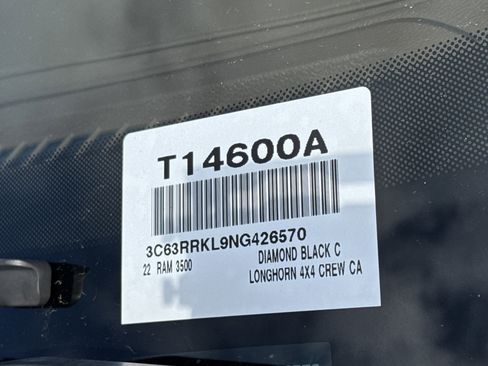 T14600A
3C63RRKL9NG426570
22 RAM 3500 DIAMOND BLACK C
LONGHORN 4X4 CREW CA